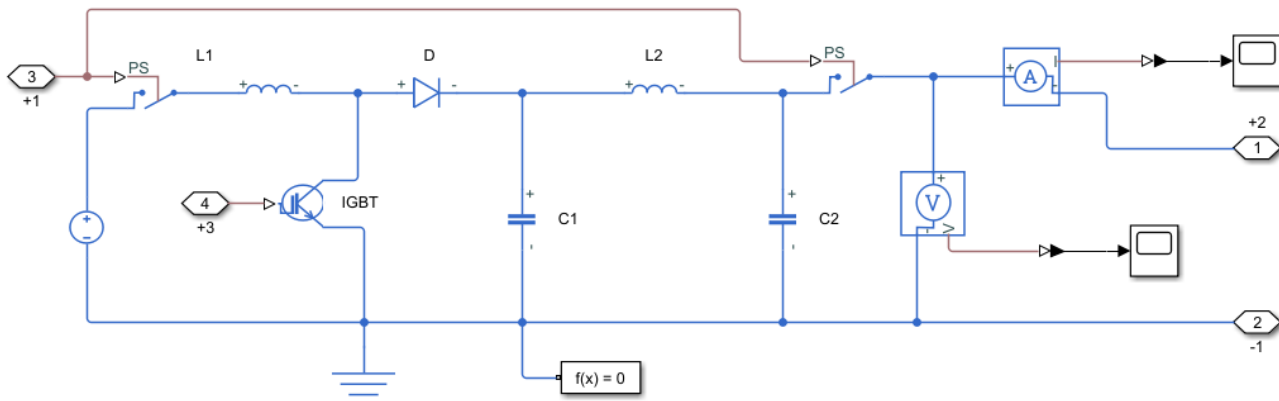 PS
L1
D
L2
PS
I
A
3
+1
+2
1
4
+3
IGBT
C1
C2
V
V
f(x) = 0
2
-1